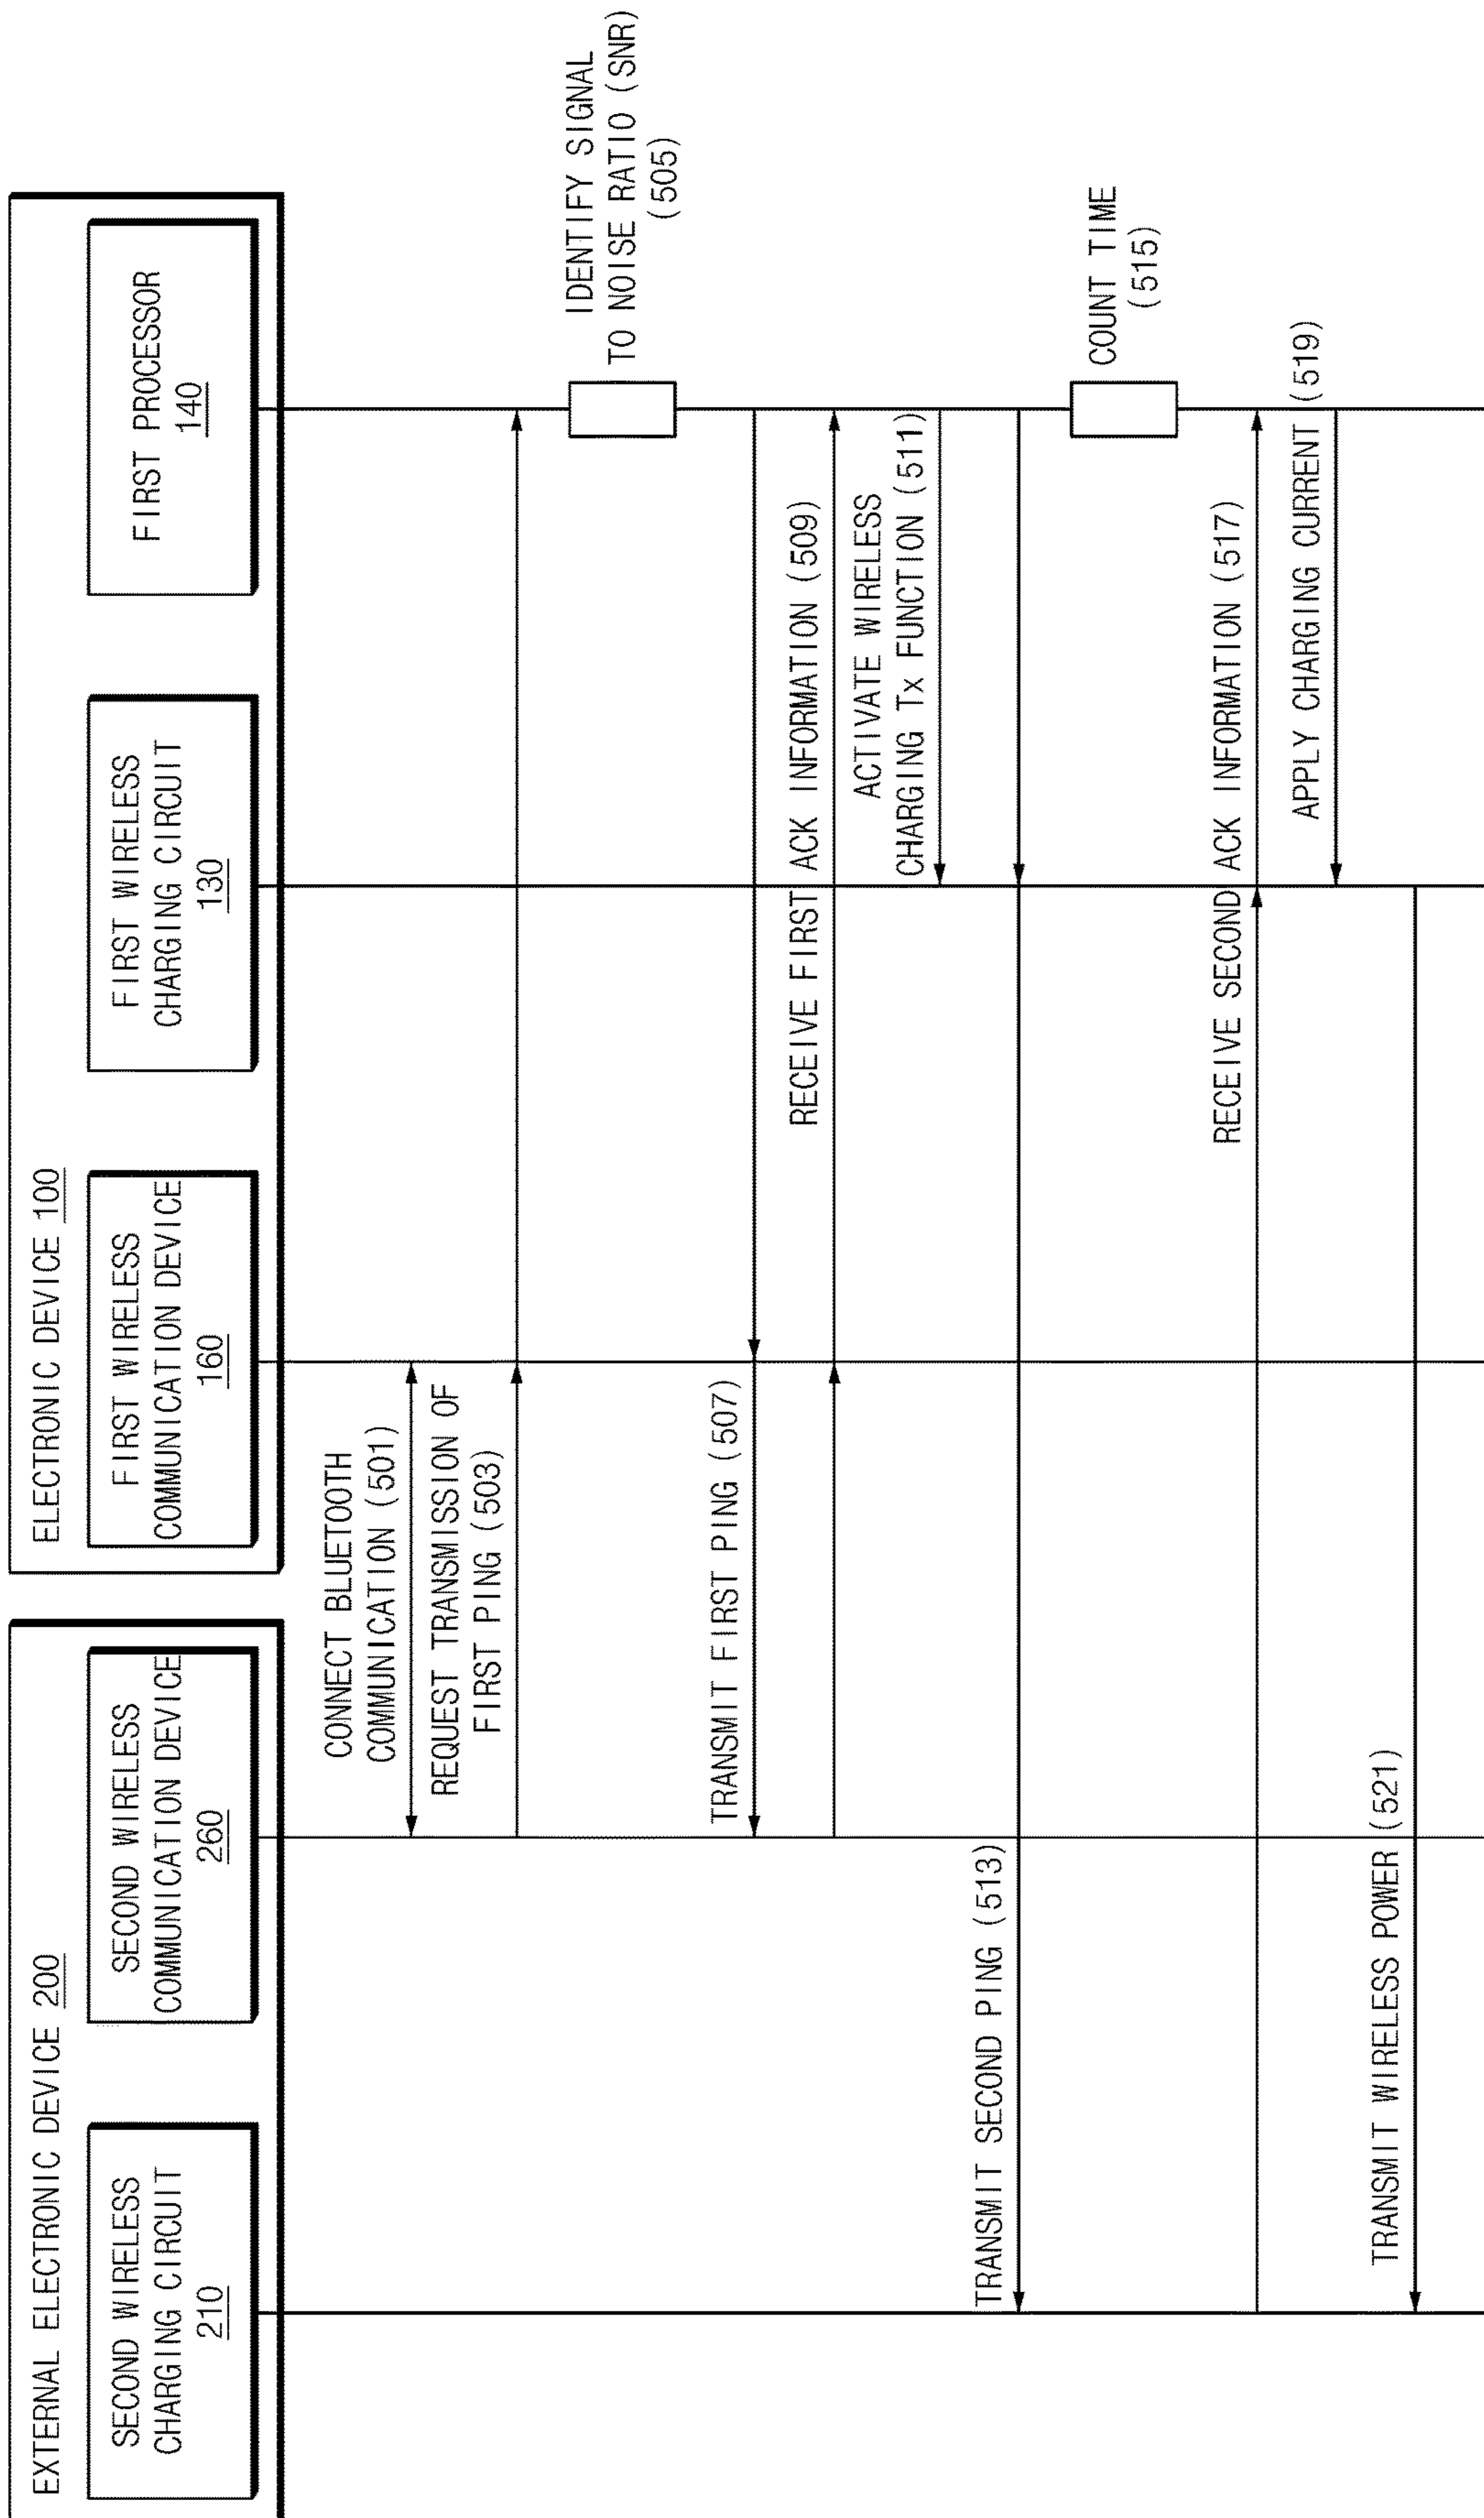 EXTERNAL ELECTRONIC DEVICE 200
SECOND WIRELESS
CHARGING CIRCUIT
210
SECOND WIRELESS
COMMUNICATION DEVICE
260
ELECTRONIC DEVICE 100
FIRST WIRELESS
COMMUNICATION DEVICE
160
FIRST WIRELESS
CHARGING CIRCUIT
130
FIRST PROCESSOR
140
CONNECT BLUETOOTH
COMMUNICATION (501)
REQUEST TRANSMISSION OF
FIRST PING (503)
IDENTIFY SIGNAL
TO NOISE RATIO (SNR)
(505)
TRANSMIT FIRST PING (507)
RECEIVE FIRST ACK INFORMATION (509)
ACTIVATE WIRELESS
CHARGING Tx FUNCTION (511)
TRANSMIT SECOND PING (513)
COUNT TIME
(515)
RECEIVE SECOND ACK INFORMATION (517)
APPLY CHARGING CURRENT (519)
TRANSMIT WIRELESS POWER (521)